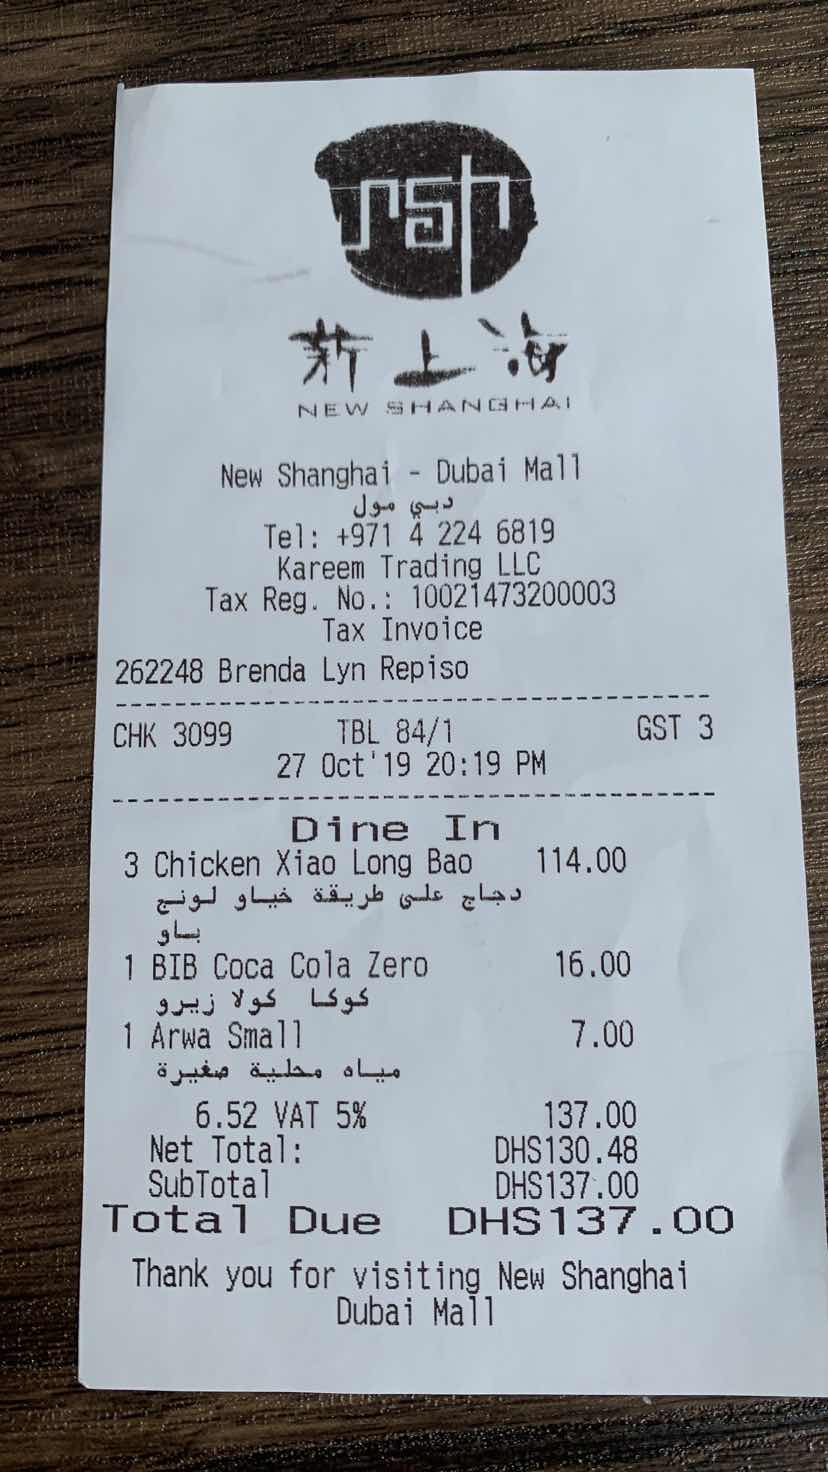 rsh
新上海
NEW SHANGHAI
New Shanghai - Dubai Mall
دبي مول
Tel: +971 4 224 6819
Kareem Trading LLC
Tax Reg. No.: 10021473200003
Tax Invoice
262248 Brenda Lyn Repiso
CHK 3099 TBL 84/1 GST 3
27 Oct'19 20:19 PM
Dine In
3 Chicken Xiao Long Bao 114.00
دجاج على طريقة خياو لونج
باو
1 BIB Coca Cola Zero 16.00
كوكا كولا زيرو
1 Arwa Small 7.00
مياه محلية صغيرة
6.52 VAT 5% 137.00
Net Total: DHS130.48
SubTotal DHS137.00
Total Due DHS137.00
Thank you for visiting New Shanghai
Dubai Mall